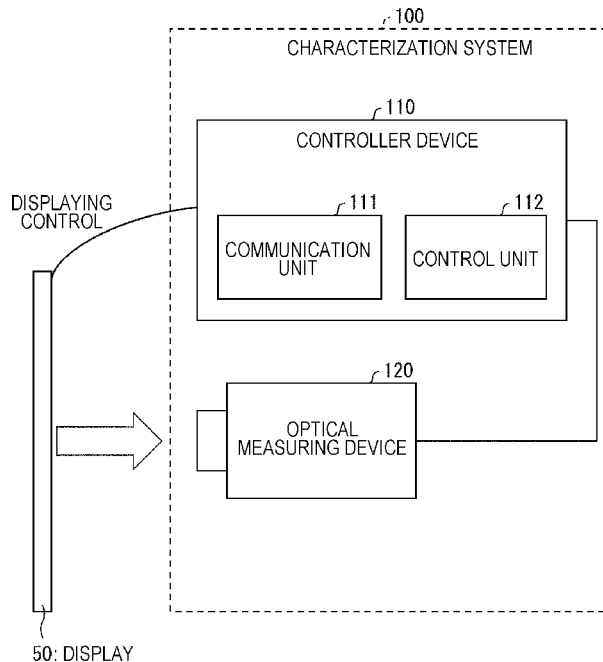 100
CHARACTERIZATION SYSTEM
110
CONTROLLER DEVICE
DISPLAYING
CONTROL
111
COMMUNICATION
UNIT
112
CONTROL UNIT
120
OPTICAL
MEASURING DEVICE
50: DISPLAY